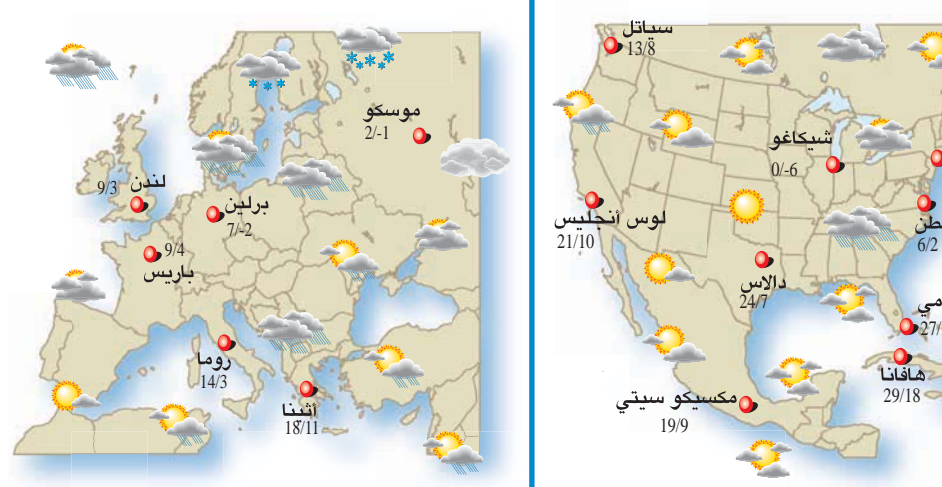 موسكو
2/-1
لندن
9/3
برلين
7/-2
9/4
باريس
روما
14/3
أثينا
18/11
سياتل
13/8
شيكاغو
0/-6
لوس أنجليس
21/10
دالاس
24/7
6/2
27/
هافانا
29/18
مكسيكو سيتي
19/9